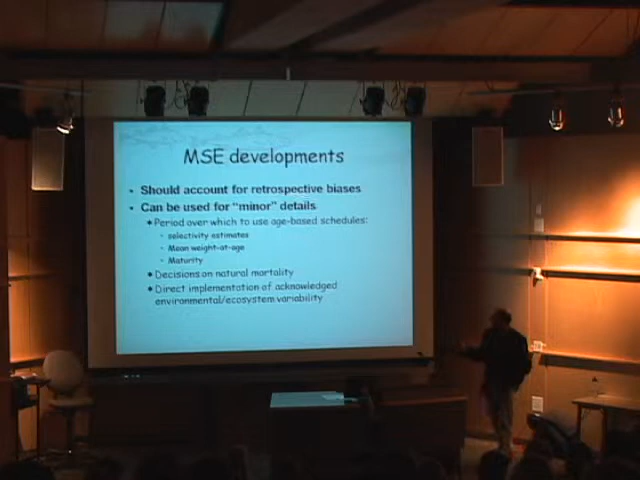 MSE developments
• Should account for retrospective biases
• Can be used for "minor" details
* Period over which to use age-based schedules:
- selectivity estimates
- Mean weight-at-age
- Maturity
* Decisions on natural mortality
* Direct implementation of acknowledged
environmental/ecosystem variability